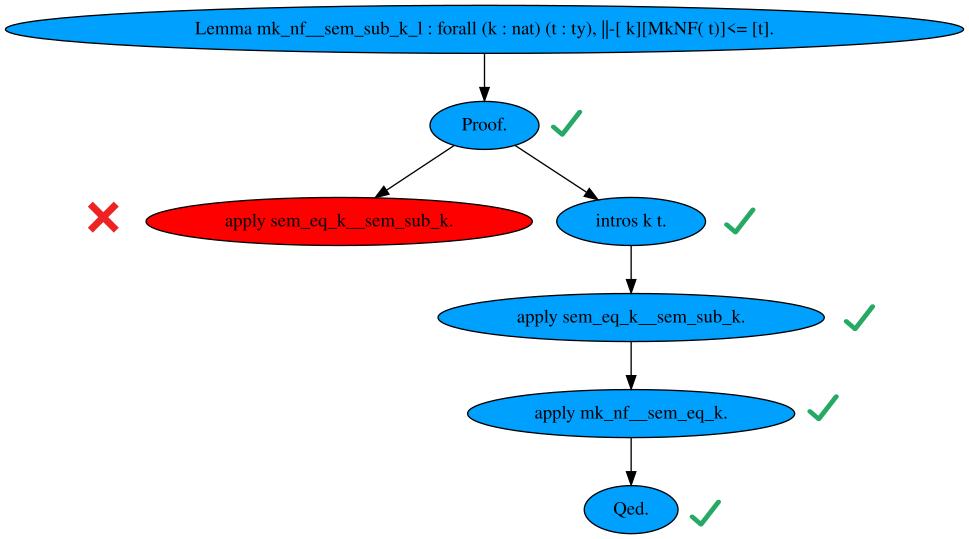 Lemma mk_nf__sem_sub_k_l : forall (k : nat) (t : ty), ||-[ k][MkNF( t)]<= [t].
Proof.
apply sem_eq_k__sem_sub_k.
intros k t.
apply sem_eq_k__sem_sub_k.
apply mk_nf__sem_eq_k.
Qed.